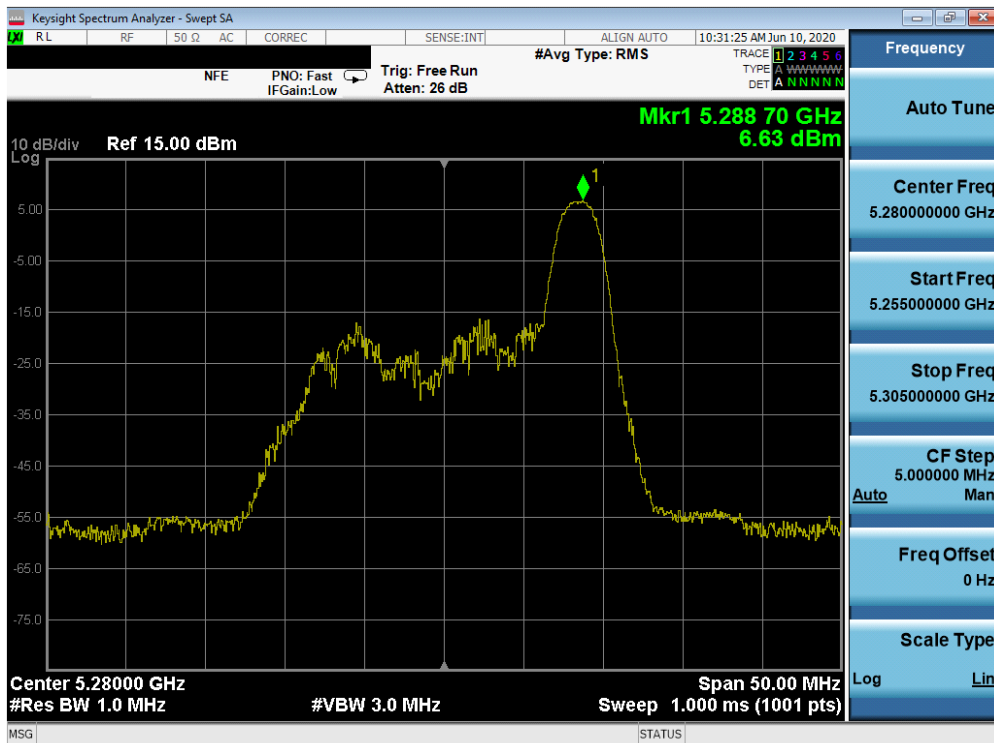 Keysight Spectrum Analyzer - Swept SA
LXI RL RF 50 Ω AC CORREC SENSE:INT ALIGN AUTO 10:31:25 AM Jun 10, 2020
#Avg Type: RMS
TRACE 1 2 3 4 5 6
TYPE A W W W W W
DET A N N N N N
NFE PNO: Fast Trig: Free Run
IFGain:Low Atten: 26 dB
Mkr1 5.288 70 GHz
6.63 dBm
10 dB/div Ref 15.00 dBm
Log
1
5.00
-5.00
-15.0
-25.0
-35.0
-45.0
-55.0
-65.0
-75.0
Center 5.28000 GHz Span 50.00 MHz
#Res BW 1.0 MHz #VBW 3.0 MHz Sweep 1.000 ms (1001 pts)
MSG STATUS
Frequency
Auto Tune
Center Freq
5.280000000 GHz
Start Freq
5.255000000 GHz
Stop Freq
5.305000000 GHz
CF Step
5.000000 MHz
Auto Man
Freq Offset
0 Hz
Scale Type
Log Lin